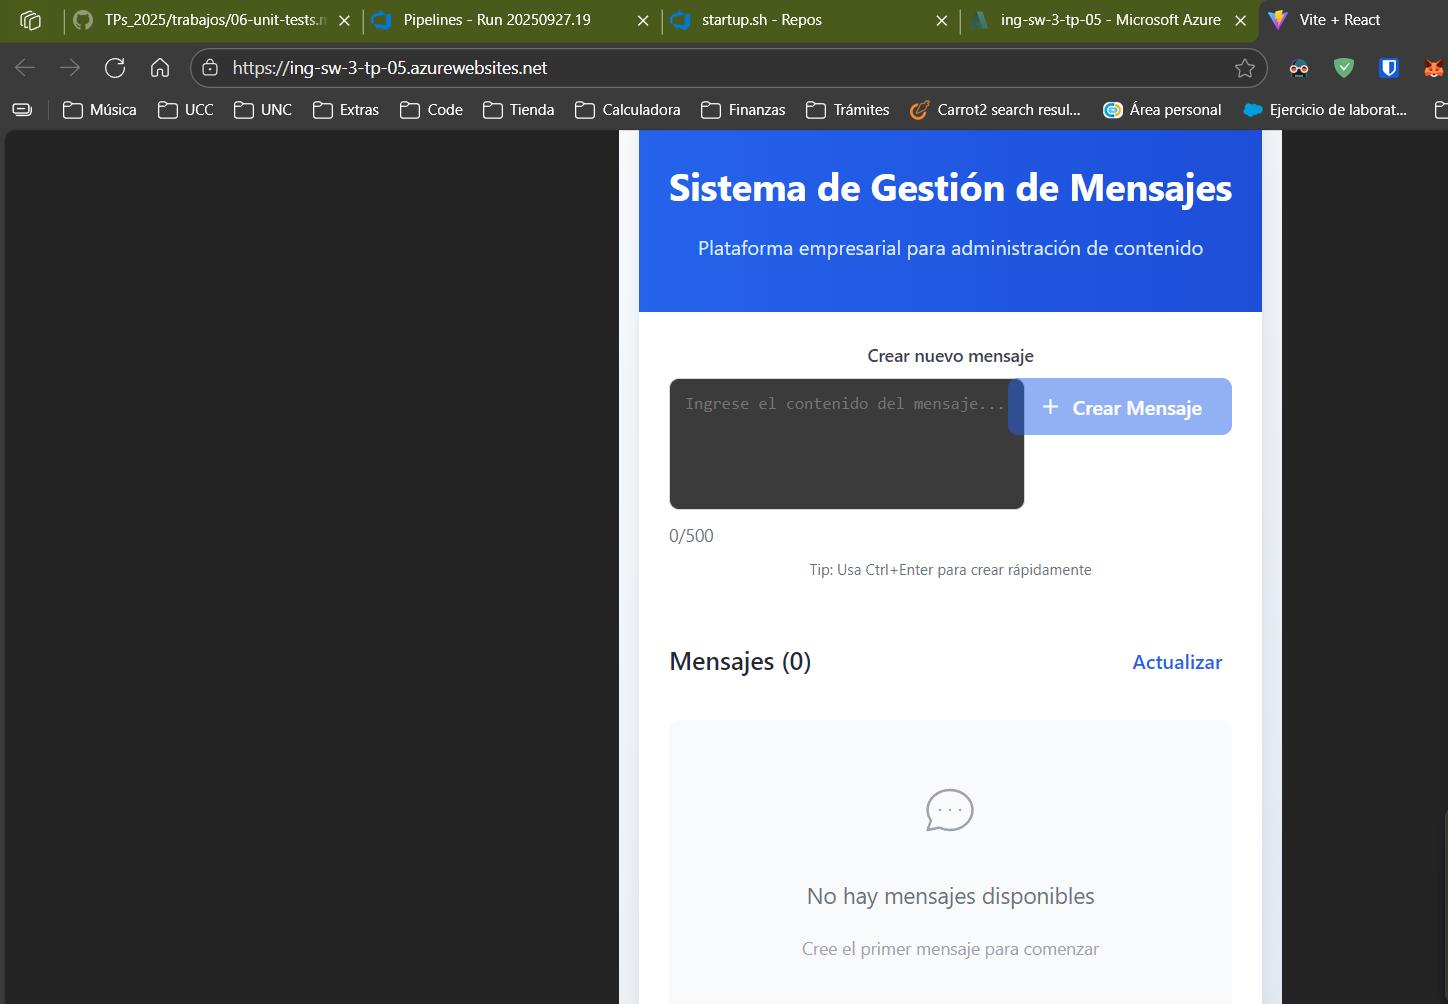 TPs_2025/trabajos/06-unit-tests.m
Pipelines - Run 20250927.19
startup.sh - Repos
ing-sw-3-tp-05 - Microsoft Azure
Vite + React
https://ing-sw-3-tp-05.azurewebsites.net
Música
UCC
UNC
Extras
Code
Tienda
Calculadora
Finanzas
Trámites
Carrot2 search resul...
Área personal
Ejercicio de laborat...
Sistema de Gestión de Mensajes
Plataforma empresarial para administración de contenido
Crear nuevo mensaje
Ingrese el contenido del mensaje...
+ Crear Mensaje
0/500
Tip: Usa Ctrl+Enter para crear rápidamente
Mensajes (0)
Actualizar
No hay mensajes disponibles
Cree el primer mensaje para comenzar